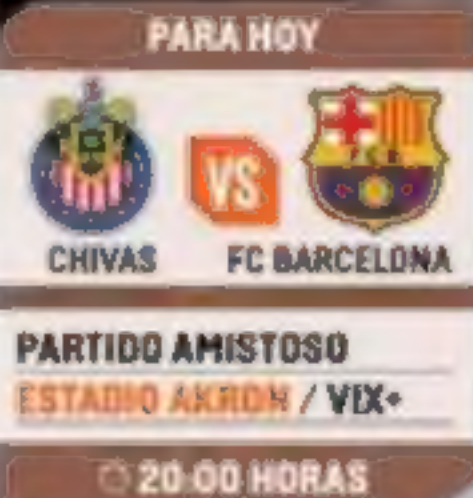 PARA HOY
VS
CHIVAS FC BARCELONA
PARTIDO AMISTOSO
ESTADIO AKRON / VIX+
20:00 HORAS